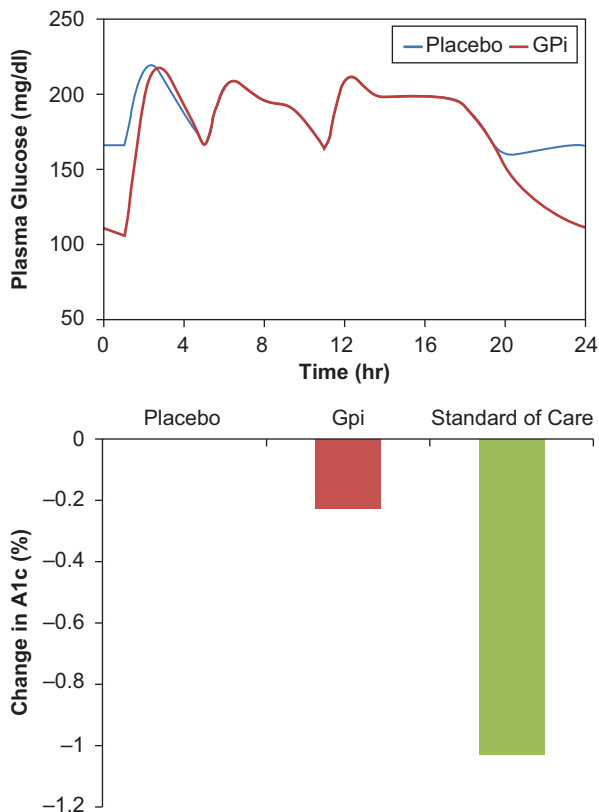 Placebo GPi
Plasma Glucose (mg/dl)
250
200
150
100
50
0 4 8 12 16 20 24
Time (hr)
Placebo Gpi Standard of Care
Change in A1c (%)
0
–0.2
–0.4
–0.6
–0.8
–1
–1.2